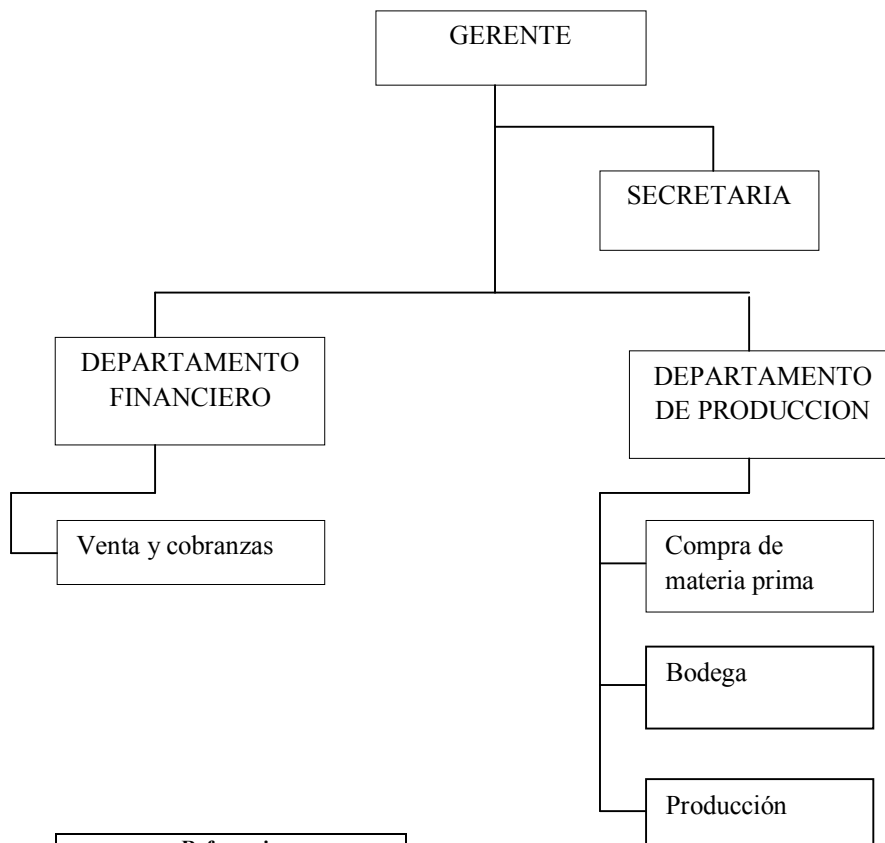 GERENTE
SECRETARIA
DEPARTAMENTO
FINANCIERO
DEPARTAMENTO
DE PRODUCCION
Venta y cobranzas
Compra de
materia prima
Bodega
Producción